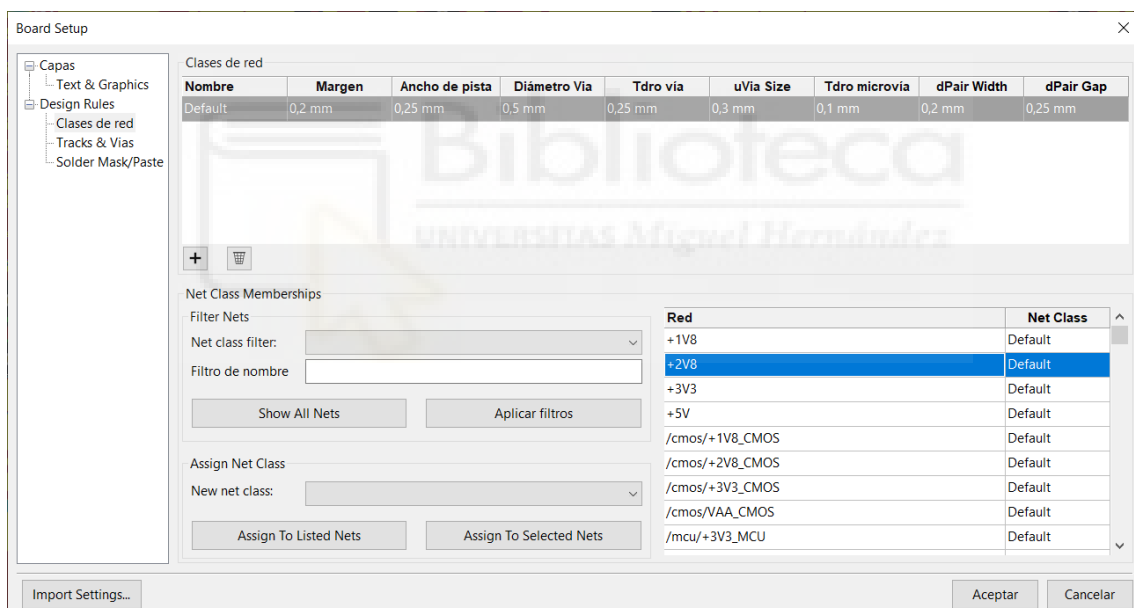 Board Setup
Capas
Text & Graphics
Design Rules
Clases de red
Tracks & Vias
Solder Mask/Paste
Clases de red
Nombre Margen Ancho de pista Diámetro Via Tdro vía uVia Size Tdro microvía dPair Width dPair Gap
Default 0,2 mm 0,25 mm 0,5 mm 0,25 mm 0,3 mm 0,1 mm 0,2 mm 0,25 mm
Biblioteca
UNIVERSITAS Miguel Hernández
+
Net Class Memberships
Filter Nets
Net class filter:
Filtro de nombre
Show All Nets Aplicar filtros
Assign Net Class
New net class:
Assign To Listed Nets Assign To Selected Nets
Red Net Class
+1V8 Default
+2V8 Default
+3V3 Default
+5V Default
/cmos/+1V8_CMOS Default
/cmos/+2V8_CMOS Default
/cmos/+3V3_CMOS Default
/cmos/VAA_CMOS Default
/mcu/+3V3_MCU Default
Import Settings... Aceptar Cancelar